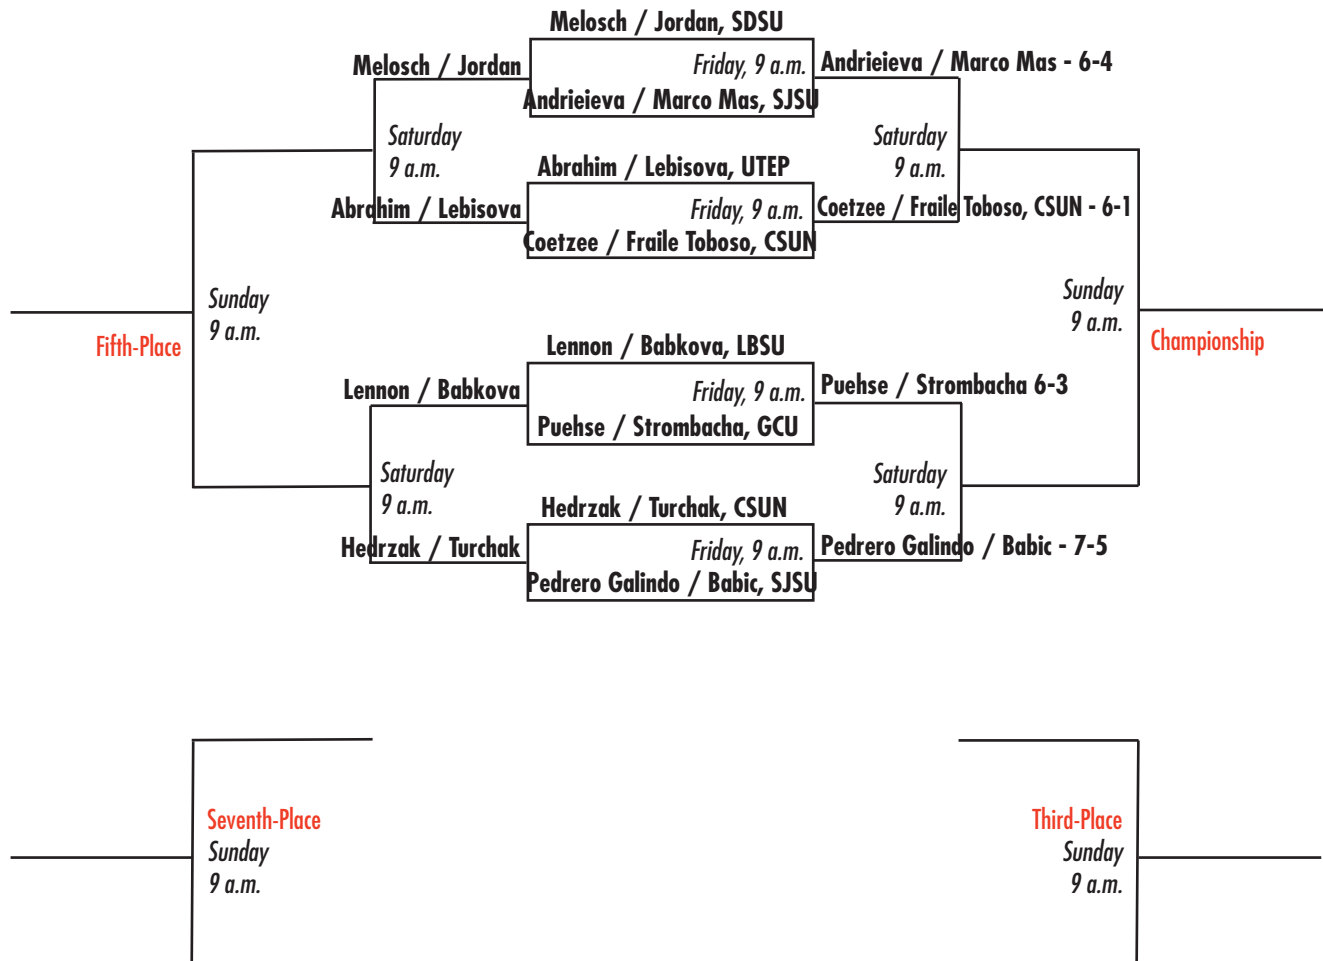 Melosch / Jordan, SDSU
Melosch / Jordan
Friday, 9 a.m.
Andrieieva / Marco Mas - 6-4
Andrieieva / Marco Mas, SJSU
Saturday
9 a.m.
Saturday
9 a.m.
Abrahim / Lebisova, UTEP
Abrahim / Lebisova
Friday, 9 a.m.
Coetzee / Fraile Toboso, CSUN - 6-1
Coetzee / Fraile Toboso, CSUN
Sunday
9 a.m.
Sunday
9 a.m.
Fifth-Place
Championship
Lennon / Babkova, LBSU
Lennon / Babkova
Friday, 9 a.m.
Puehse / Strombacha 6-3
Puehse / Strombacha, GCU
Saturday
9 a.m.
Saturday
9 a.m.
Hedrzak / Turchak, CSUN
Hedrzak / Turchak
Friday, 9 a.m.
Pedrero Galindo / Babic - 7-5
Pedrero Galindo / Babic, SJSU
Seventh-Place
Sunday
9 a.m.
Third-Place
Sunday
9 a.m.